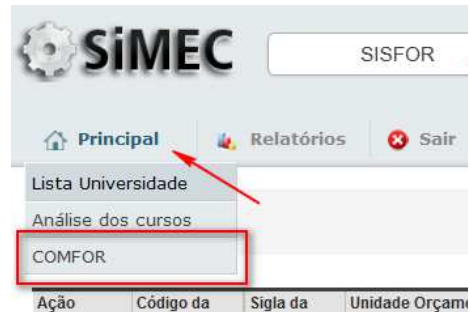 SiMEC
SISFOR
Principal Relatórios Sair
Lista Universidade
Análise dos cursos
COMFOR
Ação Código da Sigla da Unidade Orçame